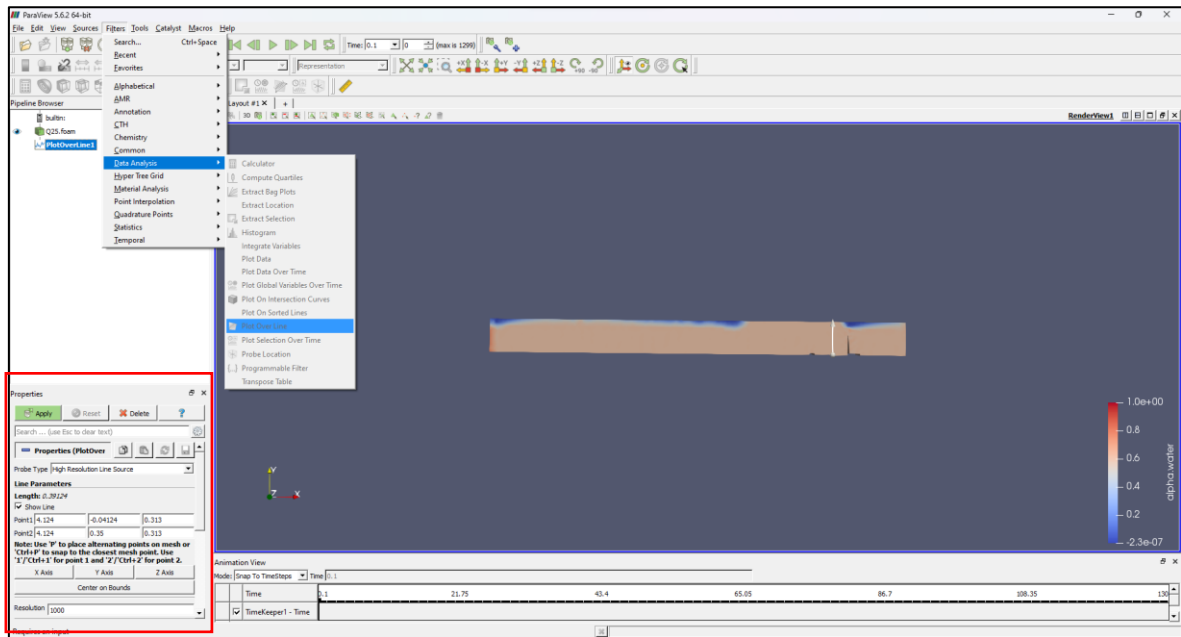 ParaView 5.6.2 64-bit
File Edit View Sources Filters Tools Catalyst Macros Help
Time: 0.1 0 (max is 1299)
Representation
Search... Ctrl+Space
Recent
Favorites
Alphabetical
AMR
Annotation
CTH
Chemistry
Common
Data Analysis
Hyper Tree Grid
Material Analysis
Point Interpolation
Quadrature Points
Statistics
Temporal
Calculator
Compute Quartiles
Extract Bag Plots
Extract Location
Extract Selection
Histogram
Integrate Variables
Plot Data
Plot Data Over Time
Plot Global Variables Over Time
Plot On Intersection Curves
Plot On Sorted Lines
Plot Over Line
Plot Selection Over Time
Probe Location
Programmable Filter
Transpose Table
Pipeline Browser
builtin:
Q25.foam
PlotOverLine1
Layout #1 X +
3D
RenderView1
Y
Z X
1.0e+00
0.8
0.6
0.4
0.2
-2.3e-07
alpha.water
Properties
Apply Reset Delete ?
Search ... (use Esc to clear text)
Properties (PlotOver
Probe Type High Resolution Line Source
Line Parameters
Length: 0.39124
Show Line
Point1 4.124 -0.04124 0.313
Point2 4.124 0.35 0.313
Note: Use 'P' to place alternating points on mesh or
'Ctrl+P' to snap to the closest mesh point. Use
'1'/'Ctrl+1' for point 1 and '2'/'Ctrl+2' for point 2.
X Axis Y Axis Z Axis
Center on Bounds
Resolution 1000
Requires an input
Animation View
Mode: Snap To TimeSteps Time 0.1
Time 0.1 21.75 43.4 65.05 86.7 108.35 130
TimeKeeper1 - Time